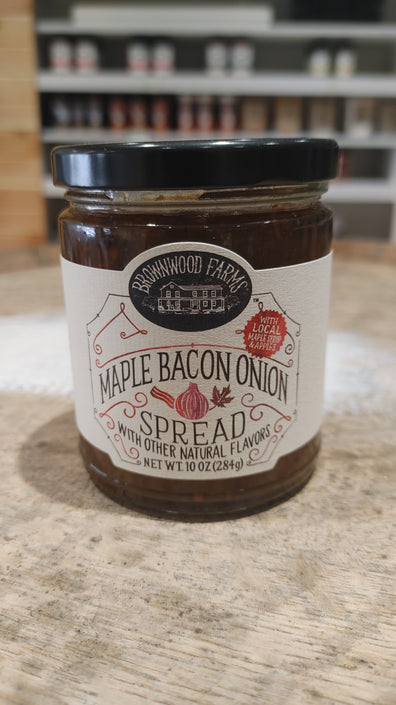 BROWNWOOD FARMS
WITH
LOCAL
MAPLE SYRUP
& APPLES
MAPLE BACON ONION
SPREAD
WITH OTHER NATURAL FLAVORS
NET WT. 10 OZ (284g)